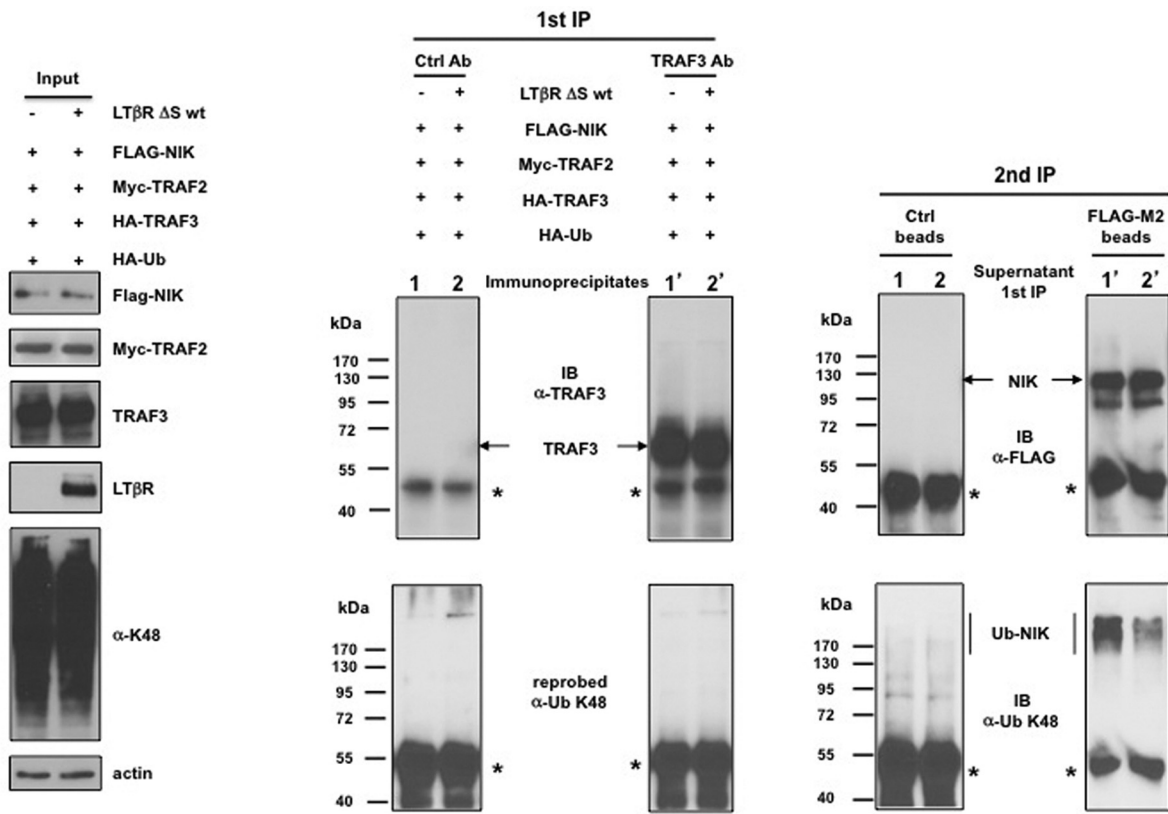 Input
- + LTβR ΔS wt
+ + FLAG-NIK
+ + Myc-TRAF2
+ + HA-TRAF3
+ + HA-Ub
Flag-NIK
Myc-TRAF2
TRAF3
LTβR
α-K48
actin
1st IP
Ctrl Ab TRAF3 Ab
- + LTβR ΔS wt - +
+ + FLAG-NIK + +
+ + Myc-TRAF2 + +
+ + HA-TRAF3 + +
+ + HA-Ub + +
1 2 Immunoprecipitates 1' 2'
kDa
170
130
95
72
55
40
IB
α-TRAF3
TRAF3
* *
kDa
170
130
95
72
55
40
reprobed
α-Ub K48
* *
2nd IP
Ctrl
beads
FLAG-M2
beads
1 2 Supernatant 1' 2'
1st IP
kDa
170
130
95
72
55
40
NIK
IB
α-FLAG
* *
kDa
170
130
95
72
55
40
Ub-NIK
IB
α-Ub K48
* *